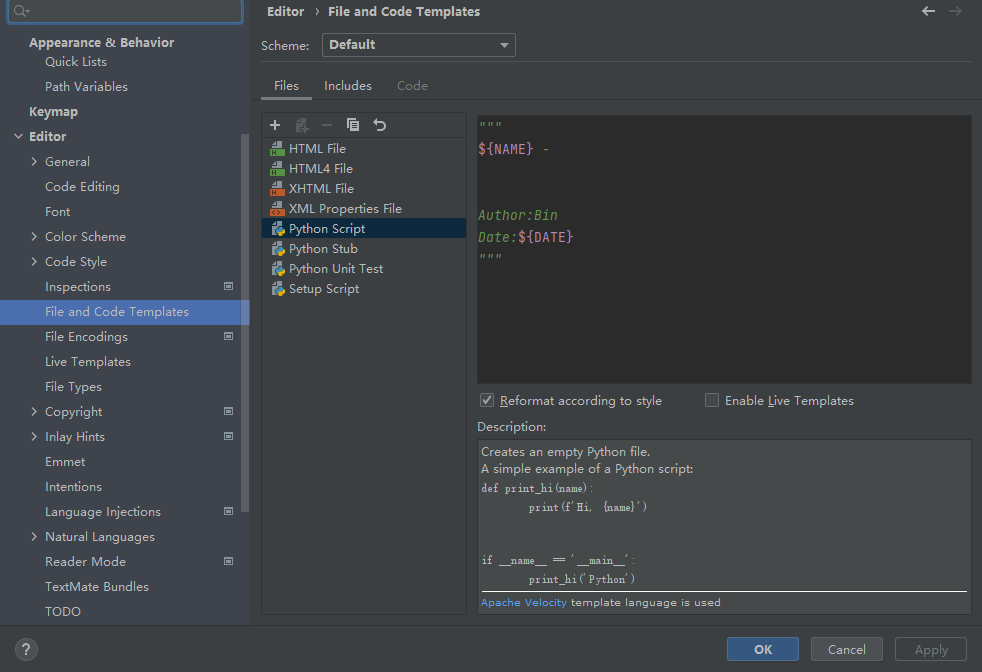 Editor › File and Code Templates
Scheme: Default
Files Includes Code
Appearance & Behavior
Quick Lists
Path Variables
Keymap
Editor
General
Code Editing
Font
Color Scheme
Code Style
Inspections
File and Code Templates
File Encodings
Live Templates
File Types
Copyright
Inlay Hints
Emmet
Intentions
Language Injections
Natural Languages
Reader Mode
TextMate Bundles
TODO
HTML File
HTML4 File
XHTML File
XML Properties File
Python Script
Python Stub
Python Unit Test
Setup Script
"""
${NAME} -
Author:Bin
Date:${DATE}
"""
Reformat according to style Enable Live Templates
Description:
Creates an empty Python file.
A simple example of a Python script:
def print_hi(name):
print(f'Hi, {name}')
if __name__ == '__main__':
print_hi('Python')
Apache Velocity template language is used
? OK Cancel Apply